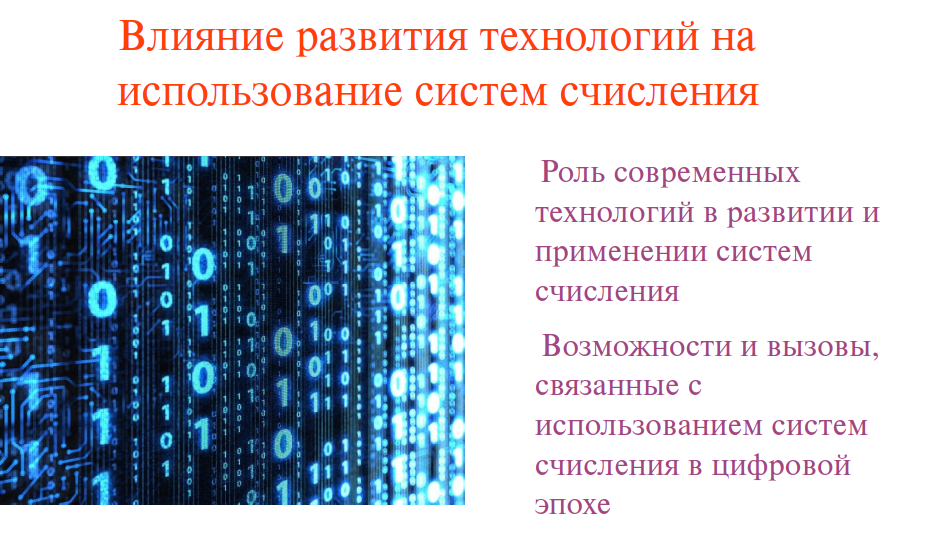 Влияние развития технологий на
использование систем счисления
Роль современных
технологий в развитии и
применении систем
счисления
Возможности и вызовы,
связанные с
использованием систем
счисления в цифровой
эпохе